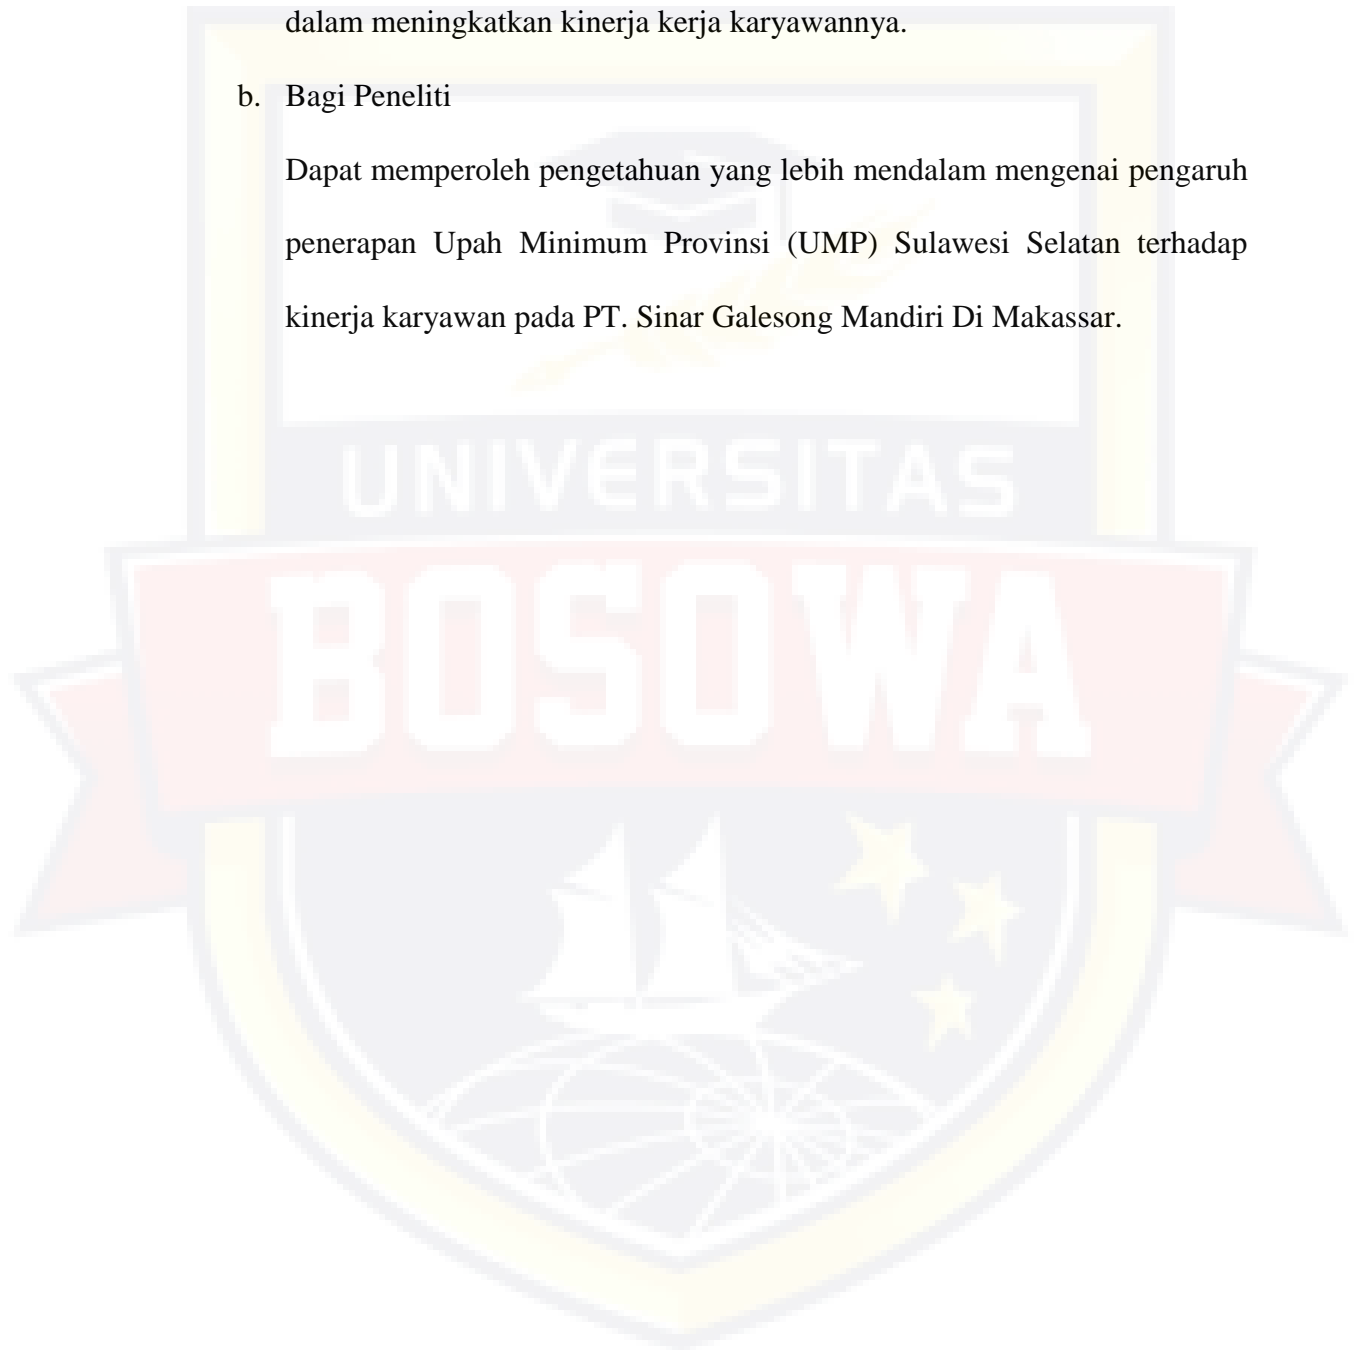 dalam meningkatkan kinerja kerja karyawannya.
b. Bagi Peneliti
Dapat memperoleh pengetahuan yang lebih mendalam mengenai pengaruh
penerapan Upah Minimum Provinsi (UMP) Sulawesi Selatan terhadap
kinerja karyawan pada PT. Sinar Galesong Mandiri Di Makassar.
UNIVERSITAS
BOSOWA